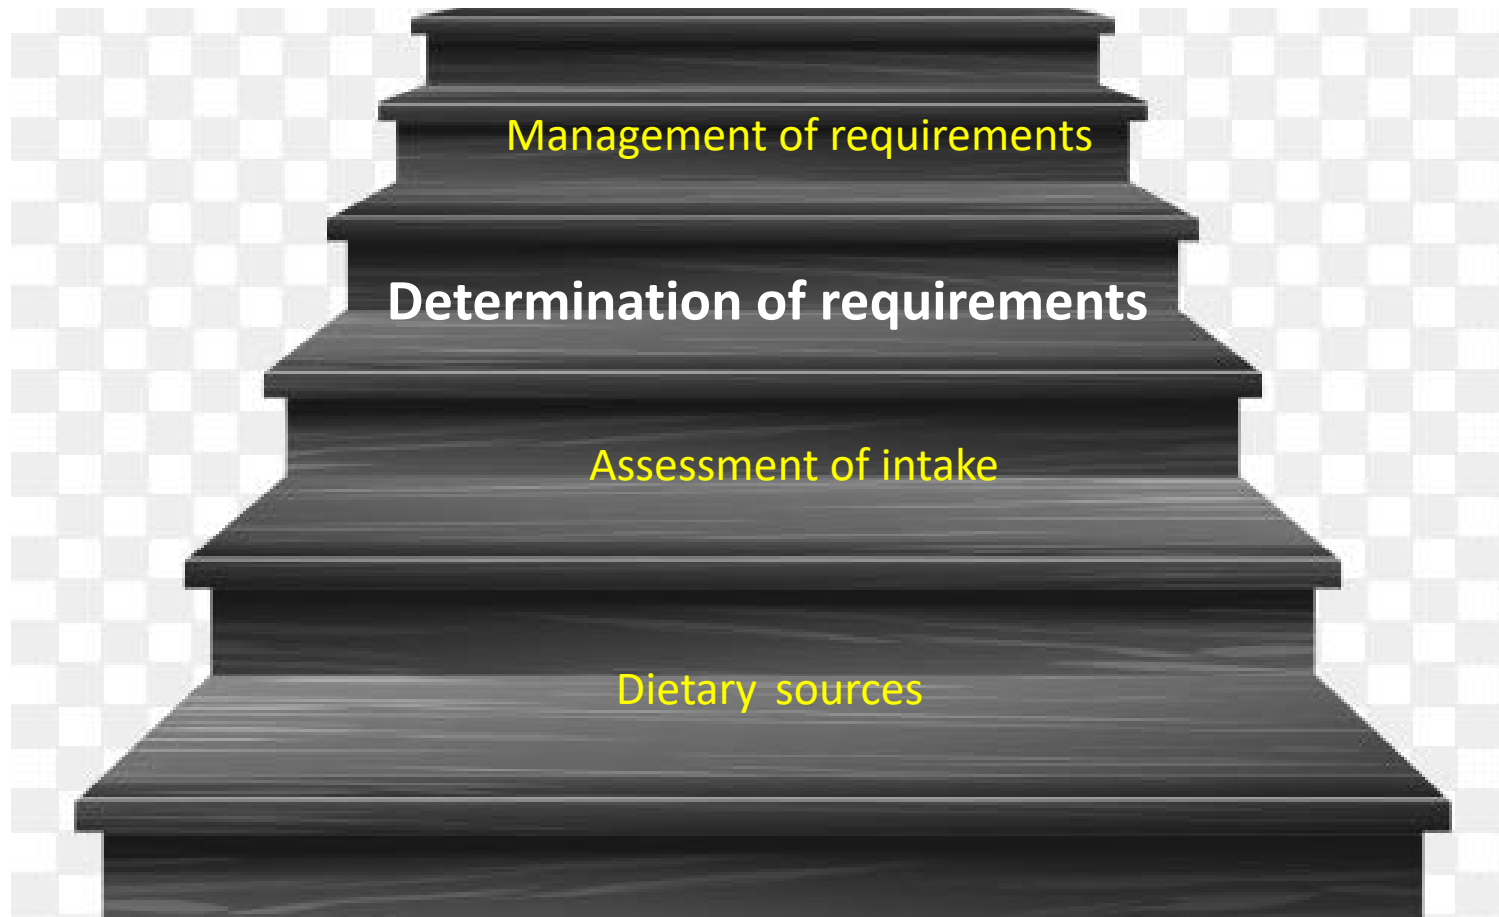 Management of requirements
Determination of requirements
Assessment of intake
Dietary sources